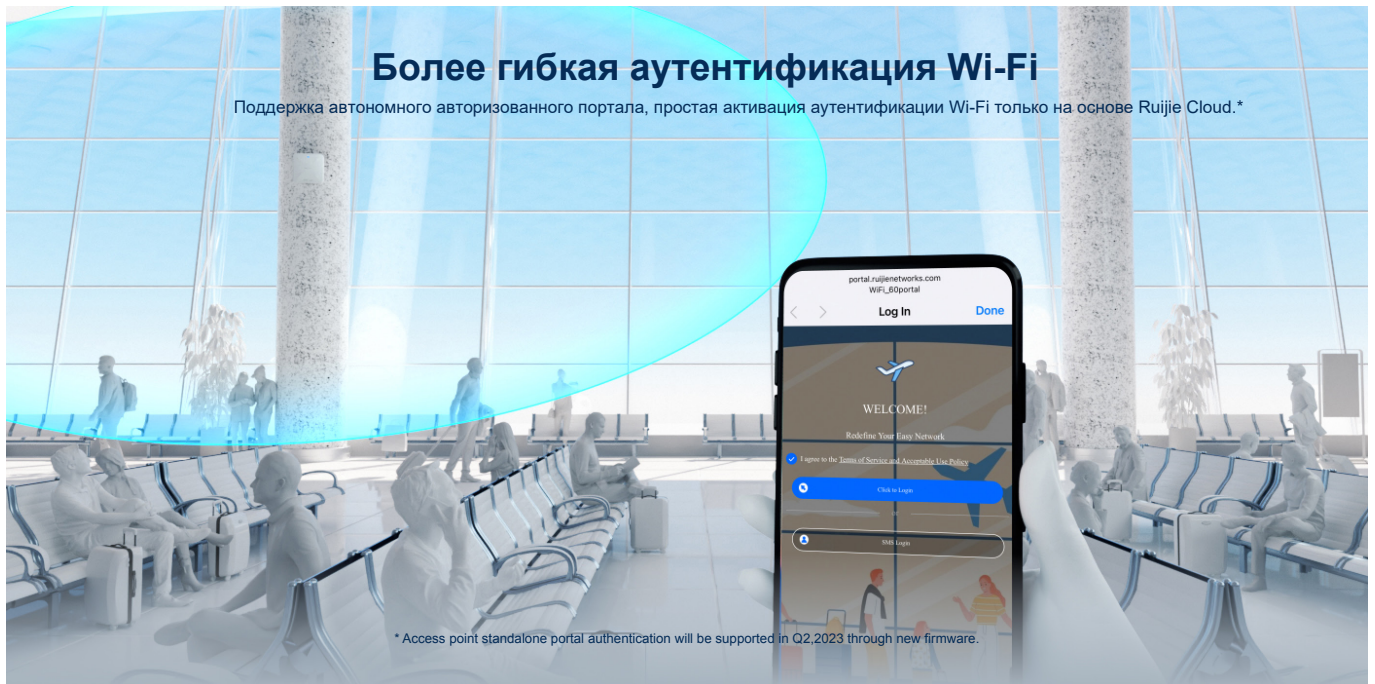 Более гибкая аутентификация Wi-Fi
Поддержка автономного авторизованного портала, простая активация аутентификации Wi-Fi только на основе Ruijie Cloud.*
portal.ruijienetworks.com
WiFi_60portal
Log In
Done
WELCOME!
Redefine Your Easy Network
I agree to the Terms of Service and Acceptable Use Policy
Click to Login
SMS Login
* Access point standalone portal authentication will be supported in Q2,2023 through new firmware.